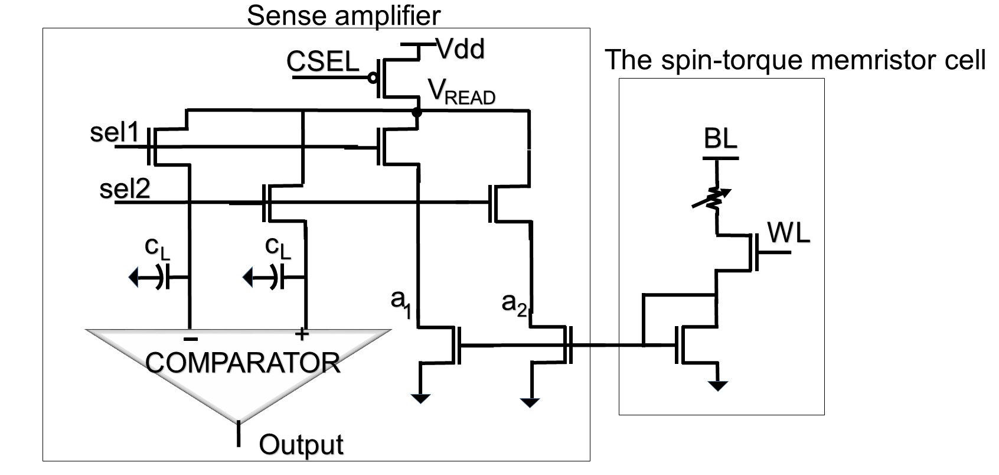 Sense amplifier
Vdd
CSEL
The spin-torque memristor cell
VREAD
sel1
BL
sel2
WL
cL
cL
a1
a2
– +
COMPARATOR
Output